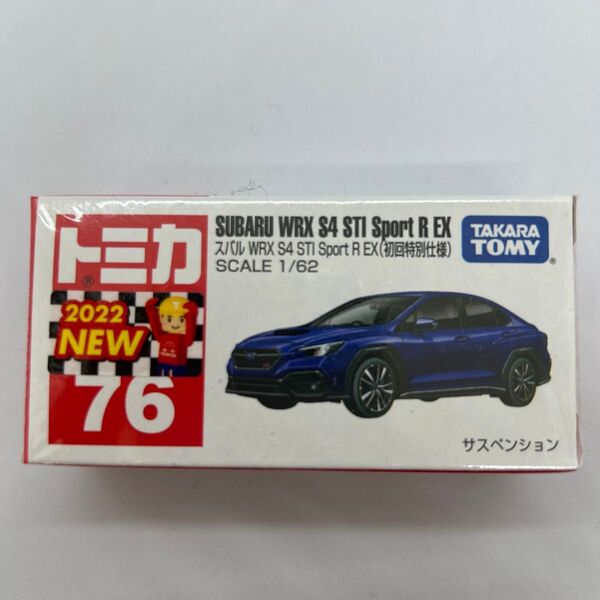 トミカ
®
2022
NEW
76
SUBARU WRX S4 STI Sport R EX
スバル WRX S4 STI Sport R EX(初回特別仕様)
SCALE 1/62
TAKARA
TOMY
®
サスペンション